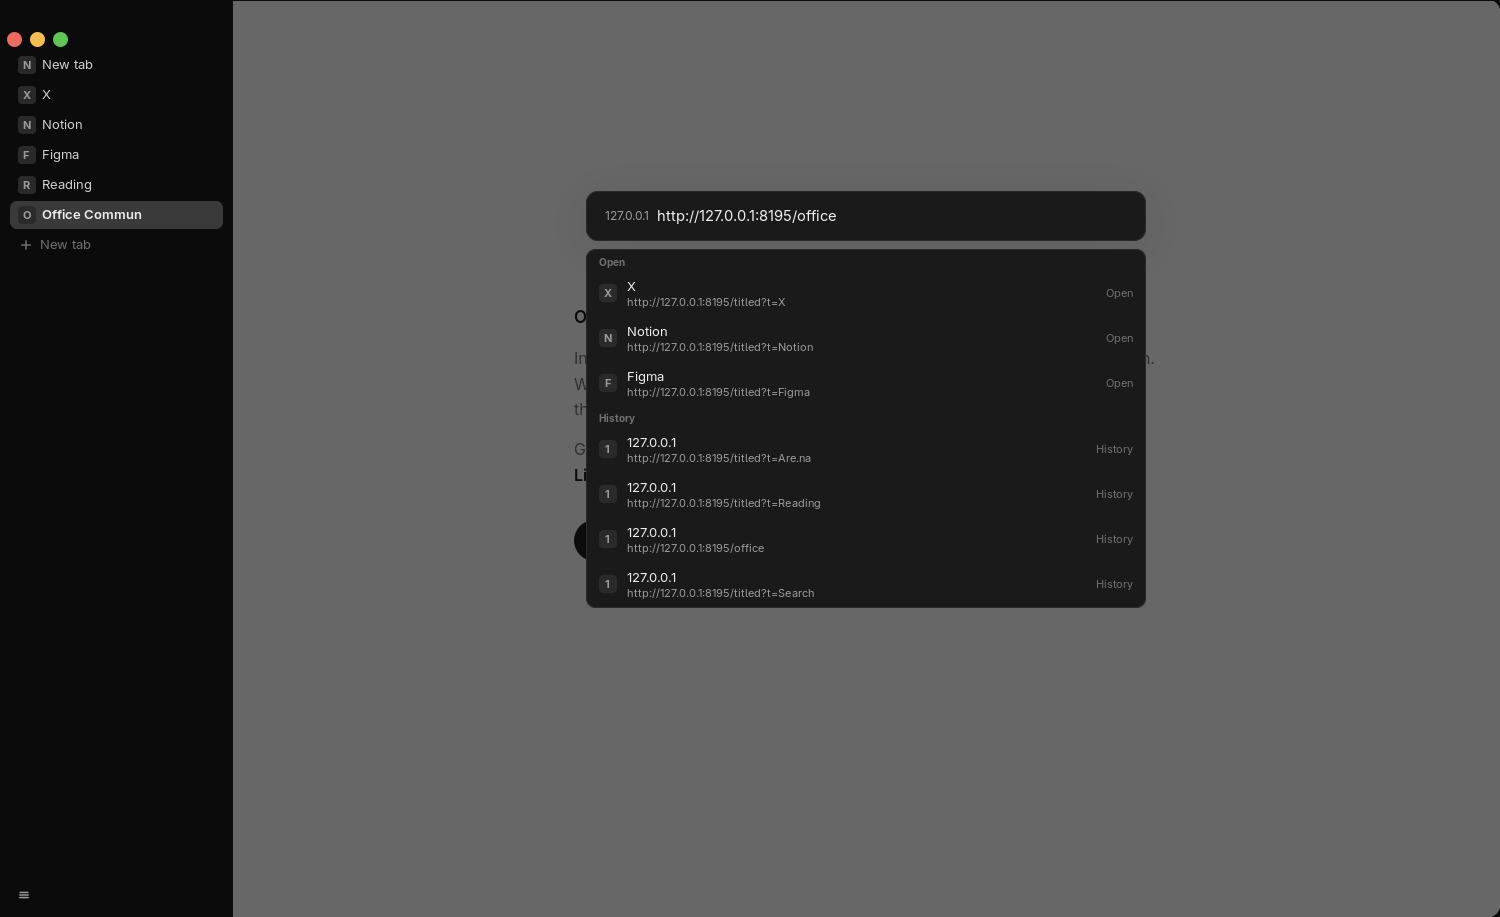 N New tab
X X
N Notion
F Figma
R Reading
O Office Commun
+ New tab
127.0.0.1 http://127.0.0.1:8195/office
Open
X X Open
http://127.0.0.1:8195/titled?t=X
N Notion Open
http://127.0.0.1:8195/titled?t=Notion
F Figma Open
http://127.0.0.1:8195/titled?t=Figma
History
1 127.0.0.1 History
http://127.0.0.1:8195/titled?t=Are.na
1 127.0.0.1 History
http://127.0.0.1:8195/titled?t=Reading
1 127.0.0.1 History
http://127.0.0.1:8195/office
1 127.0.0.1 History
http://127.0.0.1:8195/titled?t=Search